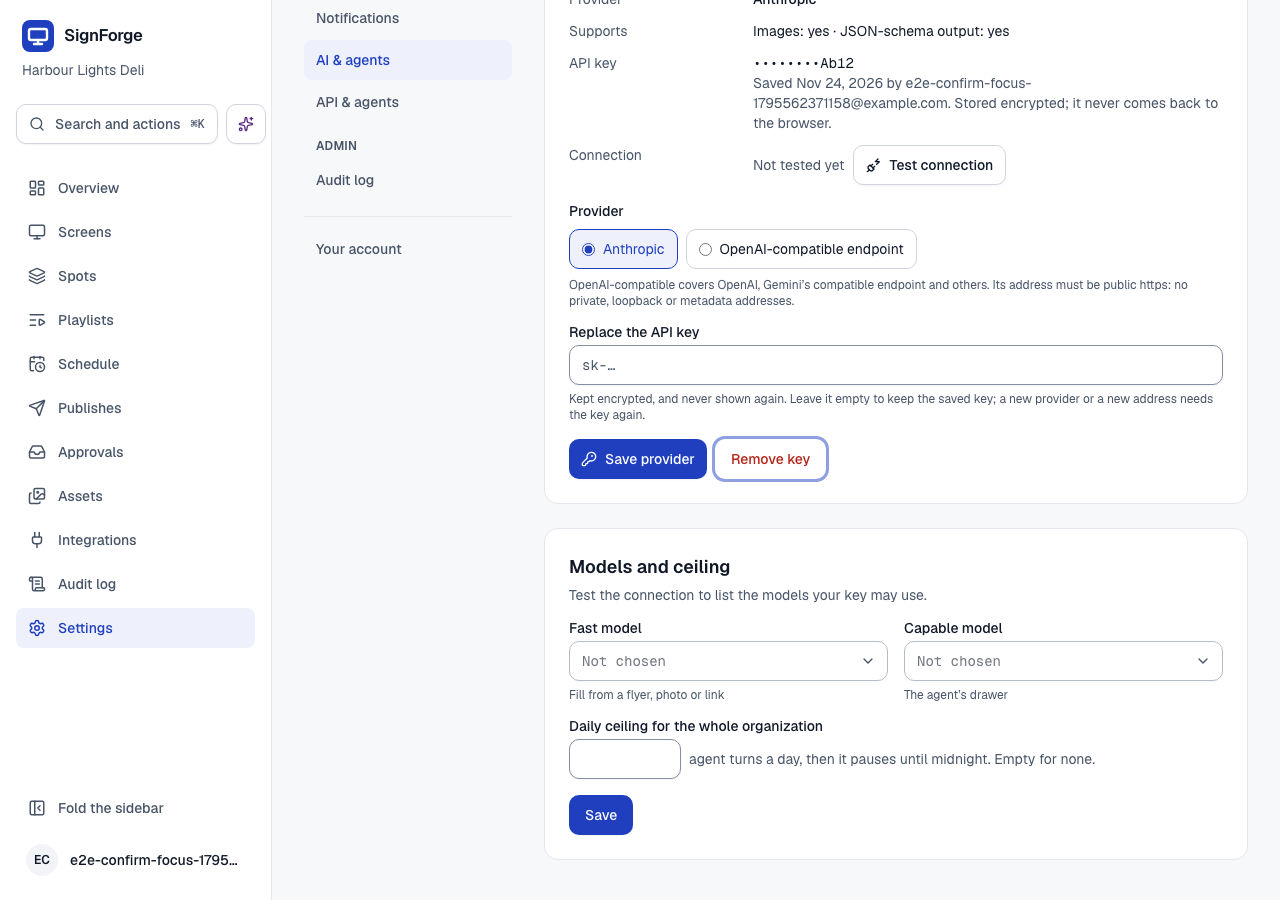 SignForge
Harbour Lights Deli
Search and actions ⌘K
Overview
Screens
Spots
Playlists
Schedule
Publishes
Approvals
Assets
Integrations
Audit log
Settings
Fold the sidebar
EC e2e-confirm-focus-1795…
Notifications
AI & agents
API & agents
ADMIN
Audit log
Your account
Provider Anthropic
Supports Images: yes · JSON-schema output: yes
API key ••••••••Ab12
Saved Nov 24, 2026 by e2e-confirm-focus-
1795562371158@example.com. Stored encrypted; it never comes back to
the browser.
Connection Not tested yet Test connection
Provider
Anthropic OpenAI-compatible endpoint
OpenAI-compatible covers OpenAI, Gemini’s compatible endpoint and others. Its address must be public https: no
private, loopback or metadata addresses.
Replace the API key
sk-…
Kept encrypted, and never shown again. Leave it empty to keep the saved key; a new provider or a new address needs
the key again.
Save provider Remove key
Models and ceiling
Test the connection to list the models your key may use.
Fast model Capable model
Not chosen Not chosen
Fill from a flyer, photo or link The agent’s drawer
Daily ceiling for the whole organization
agent turns a day, then it pauses until midnight. Empty for none.
Save